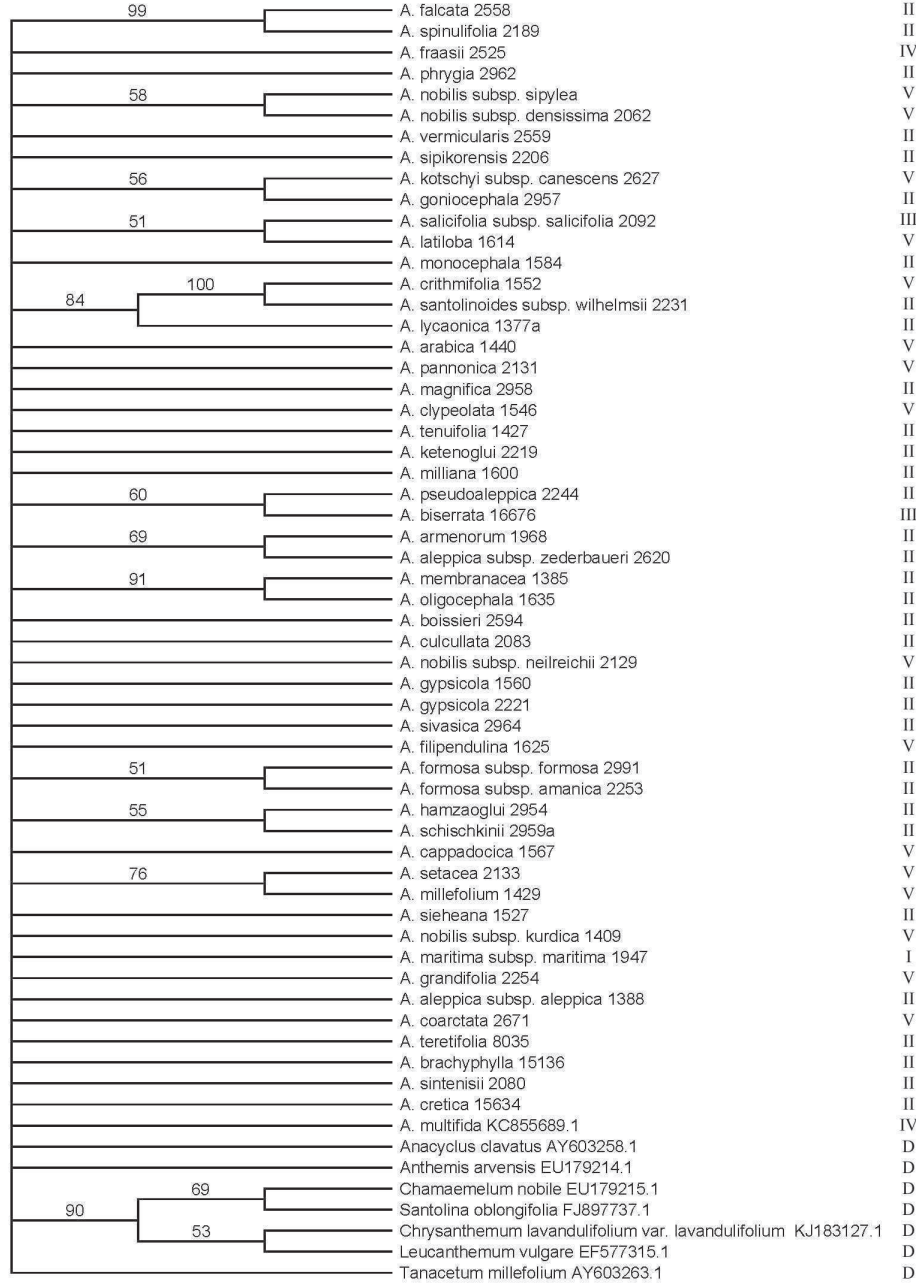 99 A. falcata 2558 II
A. spinulifolia 2189 II
A. fraasii 2525 IV
A. phrygia 2962 II
58 A. nobilis subsp. sipylea V
A. nobilis subsp. densissima 2062 V
A. vermicularis 2559 II
A. sipikorensis 2206 II
56 A. kotschyi subsp. canescens 2627 V
A. goniocephala 2957 II
51 A. salicifolia subsp. salicifolia 2092 III
A. latiloba 1614 V
A. monocephala 1584 II
100 A. crithmifolia 1552 V
84 A. santolinoides subsp. wilhelmsii 2231 II
A. lycaonica 1377a II
A. arabica 1440 V
A. pannonica 2131 V
A. magnifica 2958 II
A. clypeolata 1546 V
A. tenuifolia 1427 II
A. ketenoglui 2219 II
A. milliana 1600 II
60 A. pseudoaleppica 2244 II
A. biserrata 16676 III
69 A. armenorum 1968 II
A. aleppica subsp. zederbaueri 2620 II
91 A. membranacea 1385 II
A. oligocephala 1635 II
A. boissieri 2594 II
A. culcullata 2083 II
A. nobilis subsp. neilreichii 2129 V
A. gypsicola 1560 II
A. gypsicola 2221 II
A. sivasica 2964 II
A. filipendulina 1625 V
51 A. formosa subsp. formosa 2991 II
A. formosa subsp. amanica 2253 II
55 A. hamzaoglui 2954 II
A. schischkinii 2959a II
A. cappadocica 1567 V
76 A. setacea 2133 V
A. millefolium 1429 V
A. sieheana 1527 II
A. nobilis subsp. kurdica 1409 V
A. maritima subsp. maritima 1947 I
A. grandifolia 2254 V
A. aleppica subsp. aleppica 1388 II
A. coarctata 2671 V
A. teretifolia 8035 II
A. brachyphylla 15136 II
A. sintenisii 2080 II
A. cretica 15634 II
A. multifida KC855689.1 IV
Anacyclus clavatus AY603258.1 D
Anthemis arvensis EU179214.1 D
69 Chamaemelum nobile EU179215.1 D
90 Santolina oblongifolia FJ897737.1 D
53 Chrysanthemum lavandulifolium var. lavandulifolium KJ183127.1 D
Leucanthemum vulgare EF577315.1 D
Tanacetum millefolium AY603263.1 D